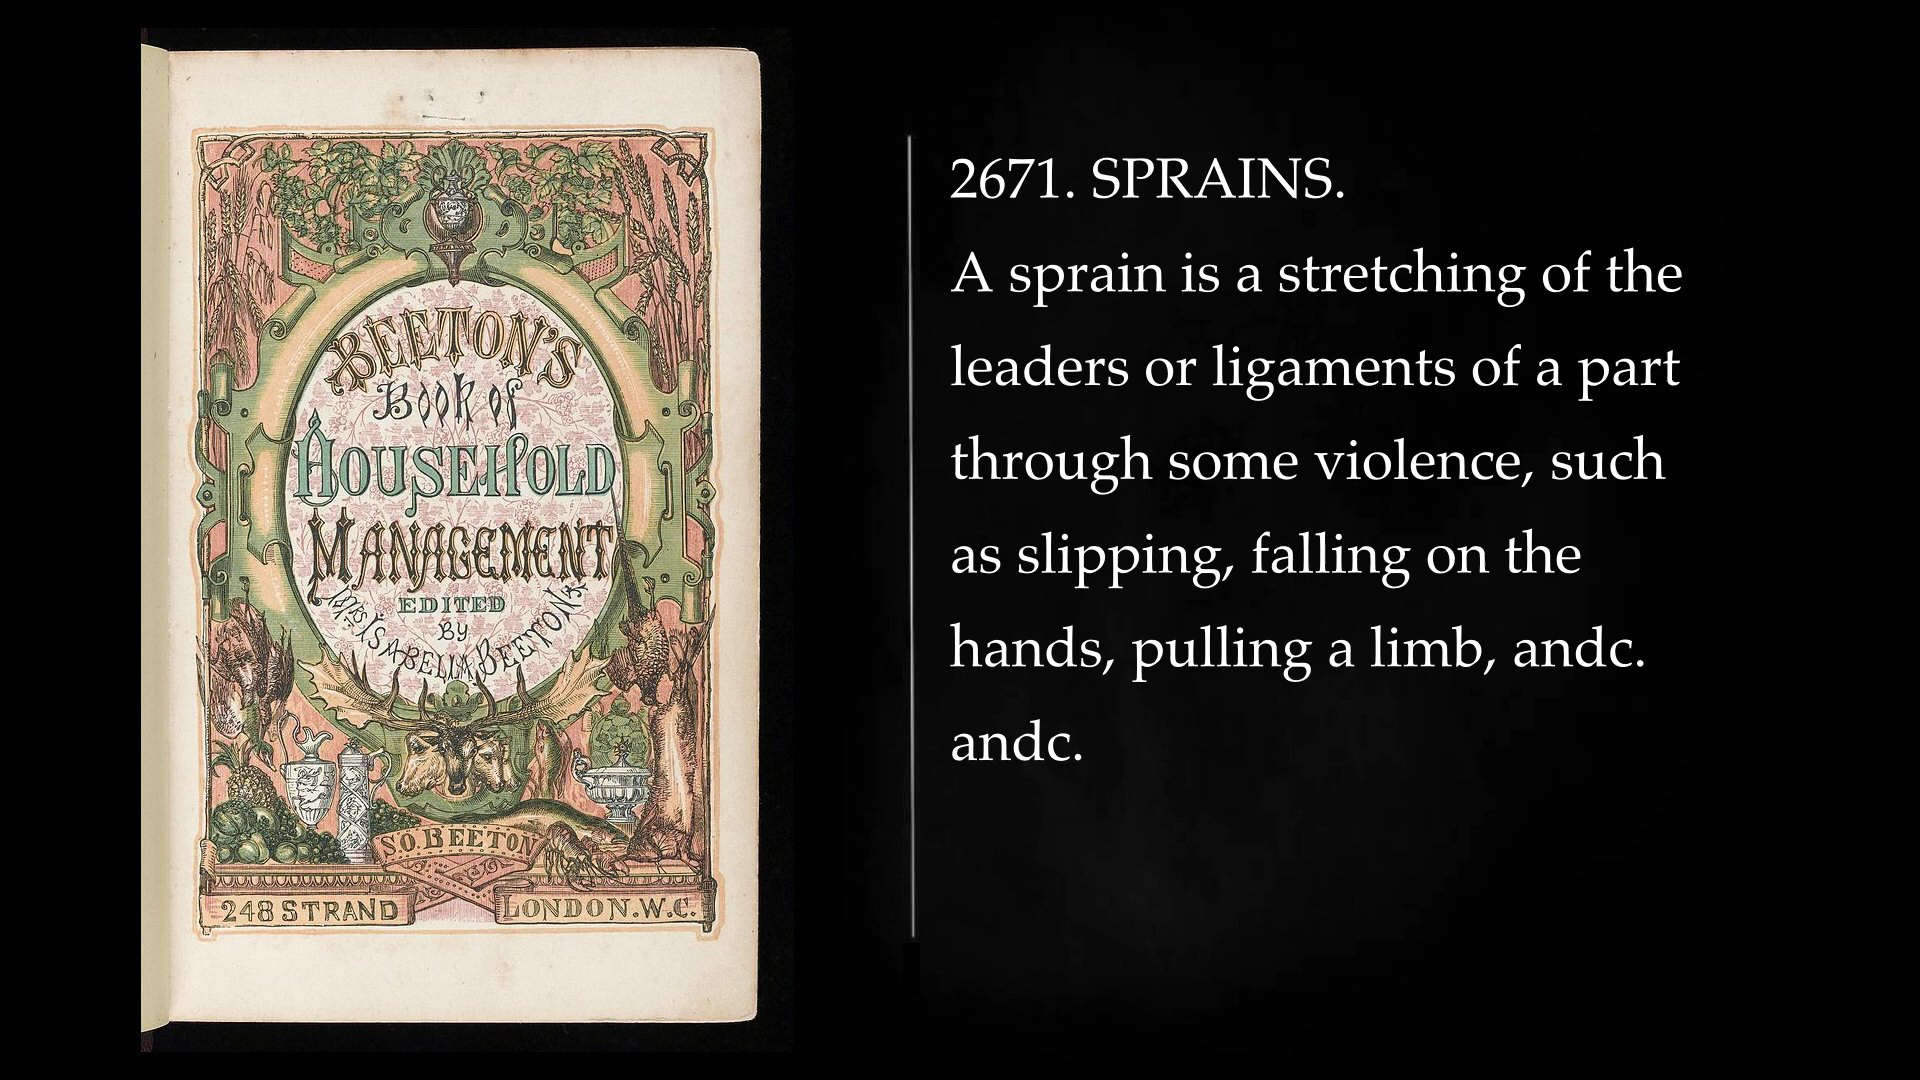 BEETON'S
Book of
HOUSEHOLD
MANAGEMENT
EDITED
BY
MRS ISABELLA BEETON
S.O. BEETON
248 STRAND
LONDON. W.C.
2671. SPRAINS.
A sprain is a stretching of the
leaders or ligaments of a part
through some violence, such
as slipping, falling on the
hands, pulling a limb, andc.
andc.